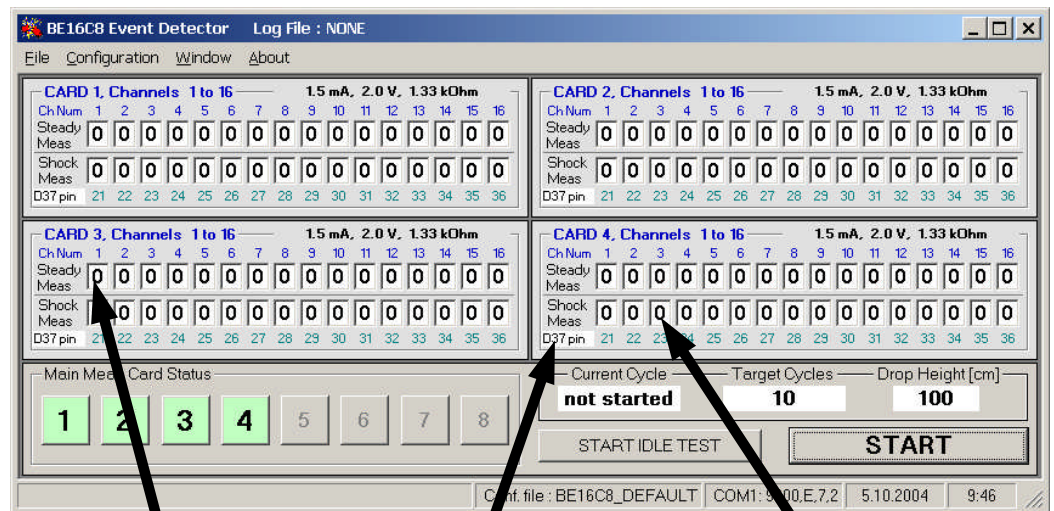 BE16C8 Event Detector Log File : NONE
File Configuration Window About
CARD 1, Channels 1 to 16 1.5 mA, 2.0 V, 1.33 kOhm
Ch Num 1 2 3 4 5 6 7 8 9 10 11 12 13 14 15 16
Steady Meas 0 0 0 0 0 0 0 0 0 0 0 0 0 0 0 0
Shock Meas 0 0 0 0 0 0 0 0 0 0 0 0 0 0 0 0
D37 pin 21 22 23 24 25 26 27 28 29 30 31 32 33 34 35 36
CARD 2, Channels 1 to 16 1.5 mA, 2.0 V, 1.33 kOhm
Ch Num 1 2 3 4 5 6 7 8 9 10 11 12 13 14 15 16
Steady Meas 0 0 0 0 0 0 0 0 0 0 0 0 0 0 0 0
Shock Meas 0 0 0 0 0 0 0 0 0 0 0 0 0 0 0 0
D37 pin 21 22 23 24 25 26 27 28 29 30 31 32 33 34 35 36
CARD 3, Channels 1 to 16 1.5 mA, 2.0 V, 1.33 kOhm
Ch Num 1 2 3 4 5 6 7 8 9 10 11 12 13 14 15 16
Steady Meas 0 0 0 0 0 0 0 0 0 0 0 0 0 0 0 0
Shock Meas 0 0 0 0 0 0 0 0 0 0 0 0 0 0 0
D37 pin 21 22 23 24 25 26 27 28 29 30 31 32 33 34 35 36
CARD 4, Channels 1 to 16 1.5 mA, 2.0 V, 1.33 kOhm
Ch Num 1 2 3 4 5 6 7 8 9 10 11 12 13 14 15 16
Steady Meas 0 0 0 0 0 0 0 0 0 0 0 0 0 0 0 0
Shock Meas 0 0 0 0 0 0 0 0 0 0 0 0 0 0 0 0
D37 pin 21 22 23 24 25 26 27 28 29 30 31 32 33 34 35 36
Main Meas Card Status
1 2 3 4 5 6 7 8
Current Cycle Target Cycles Drop Height [cm]
not started 10 100
START IDLE TEST START
Conf. file : BE16C8_DEFAULT COM1: ,E,7,2 5.10.2004 9:46